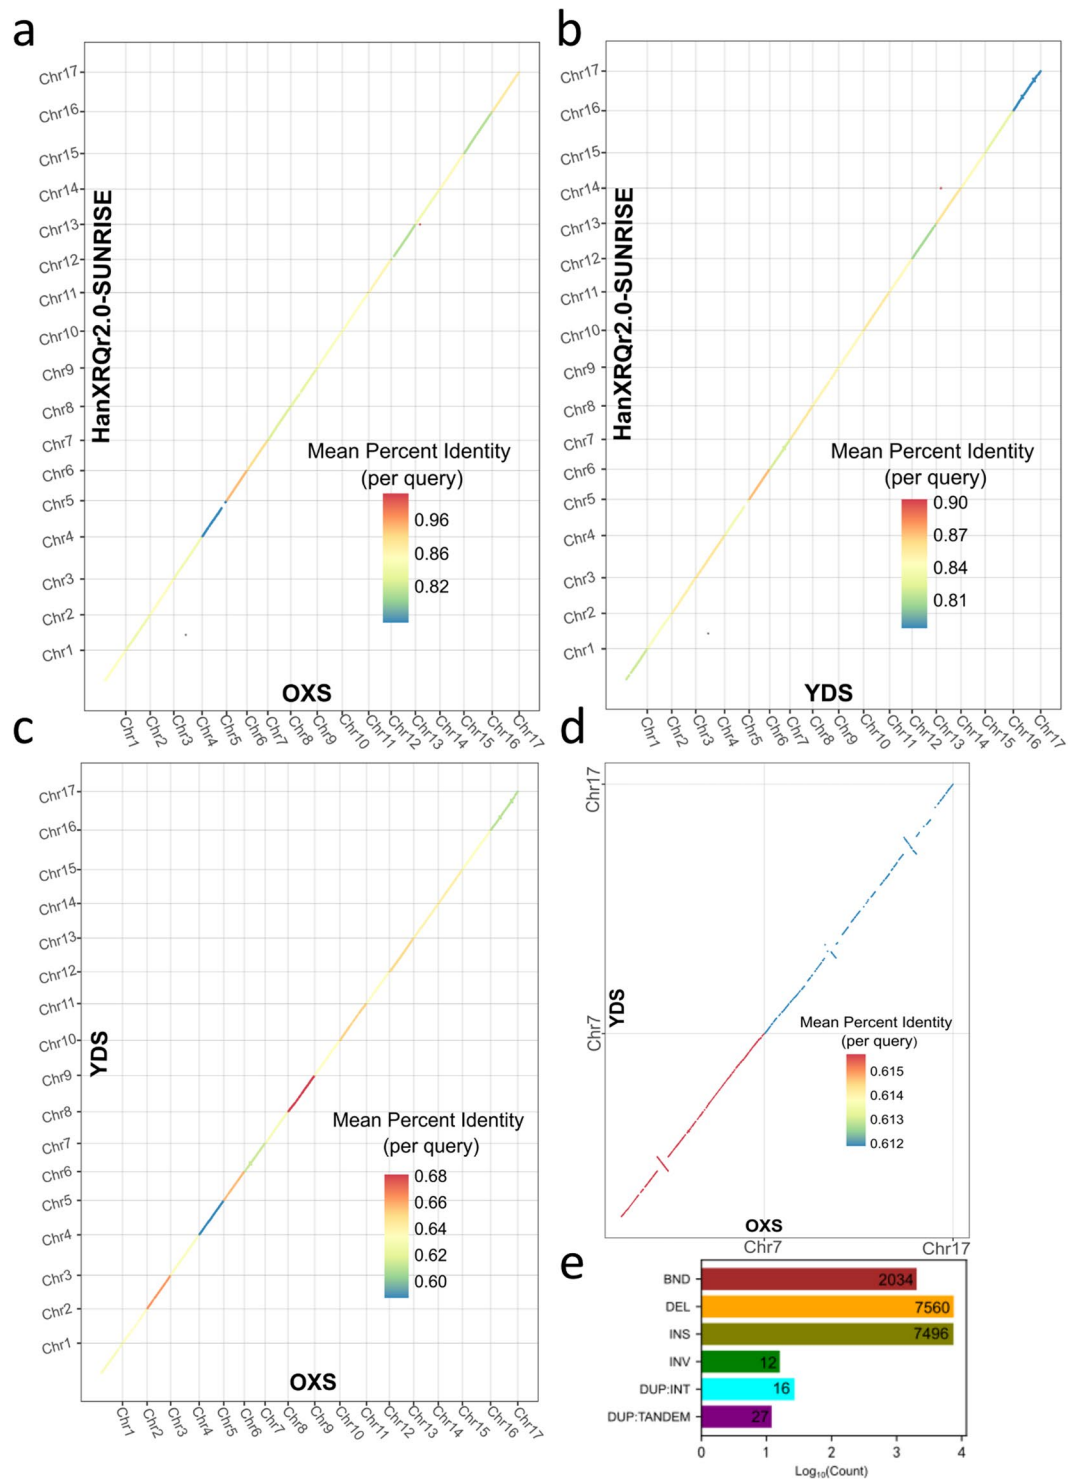 a
Chr17
Chr16
Chr15
Chr14
Chr13
Chr12
Chr11
Chr10
Chr9
Chr8
Chr7
Chr6
Chr5
Chr4
Chr3
Chr2
Chr1
HanXRQr2.0-SUNRISE
Mean Percent Identity
(per query)
0.96
0.86
0.82
OXS
Chr1
Chr2
Chr3
Chr4
Chr5
Chr6
Chr7
Chr8
Chr9
Chr10
Chr11
Chr12
Chr13
Chr14
Chr15
Chr16
Chr17
b
Chr17
Chr16
Chr15
Chr14
Chr13
Chr12
Chr11
Chr10
Chr9
Chr8
Chr7
Chr6
Chr5
Chr4
Chr3
Chr2
Chr1
HanXRQr2.0-SUNRISE
Mean Percent Identity
(per query)
0.90
0.87
0.84
0.81
YDS
Chr1
Chr2
Chr3
Chr4
Chr5
Chr6
Chr7
Chr8
Chr9
Chr10
Chr11
Chr12
Chr13
Chr14
Chr15
Chr16
Chr17
c
Chr17
Chr16
Chr15
Chr14
Chr13
Chr12
Chr11
Chr10
Chr9
Chr8
Chr7
Chr6
Chr5
Chr4
Chr3
Chr2
Chr1
YDS
Mean Percent Identity
(per query)
0.68
0.66
0.64
0.62
0.60
OXS
Chr1
Chr2
Chr3
Chr4
Chr5
Chr6
Chr7
Chr8
Chr9
Chr10
Chr11
Chr12
Chr13
Chr14
Chr15
Chr16
Chr17
d
Chr17
Chr7
YDS
Mean Percent Identity
(per query)
0.615
0.614
0.613
0.612
OXS
Chr7
Chr17
e
BND 2034
DEL 7560
INS 7496
INV 12
DUP:INT 16
DUP:TANDEM 27
0 1 2 3 4
Log₁₀(Count)